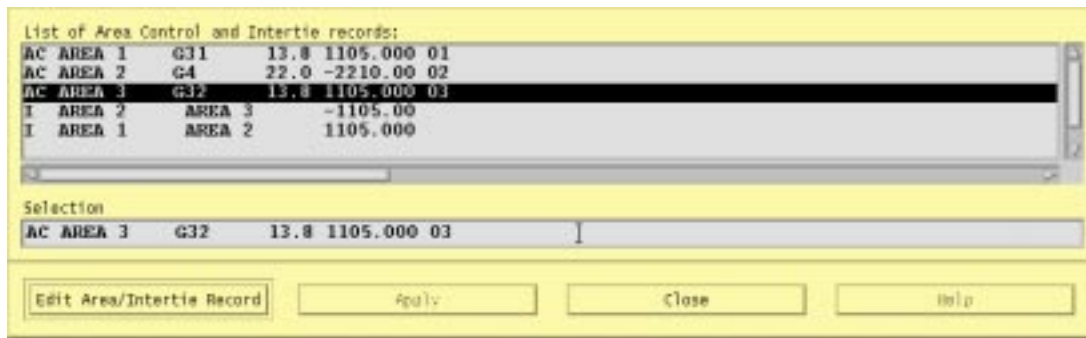 List of Area Control and Intertie records:
AC AREA 1    G31    13.8 1105.000 01
AC AREA 2    G4     22.0 -2210.00 02
AC AREA 3    G32    13.8 1105.000 03
I  AREA 2     AREA 3      -1105.00
I  AREA 1     AREA 2      1105.000
Selection
AC AREA 3    G32    13.8 1105.000 03
Edit Area/Intertie Record    Apply    Close    Help